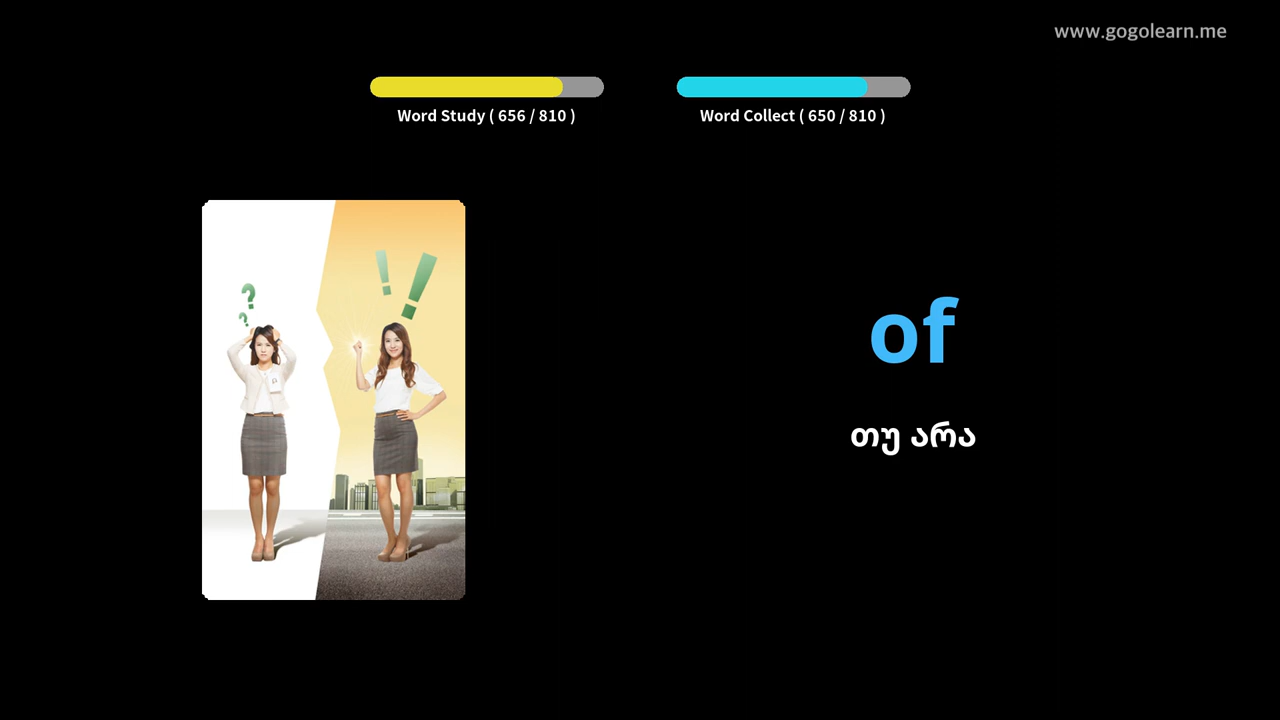 www.gogolearn.me
Word Study ( 656 / 810 )
Word Collect ( 650 / 810 )
? ! !
?
of
თუ არა